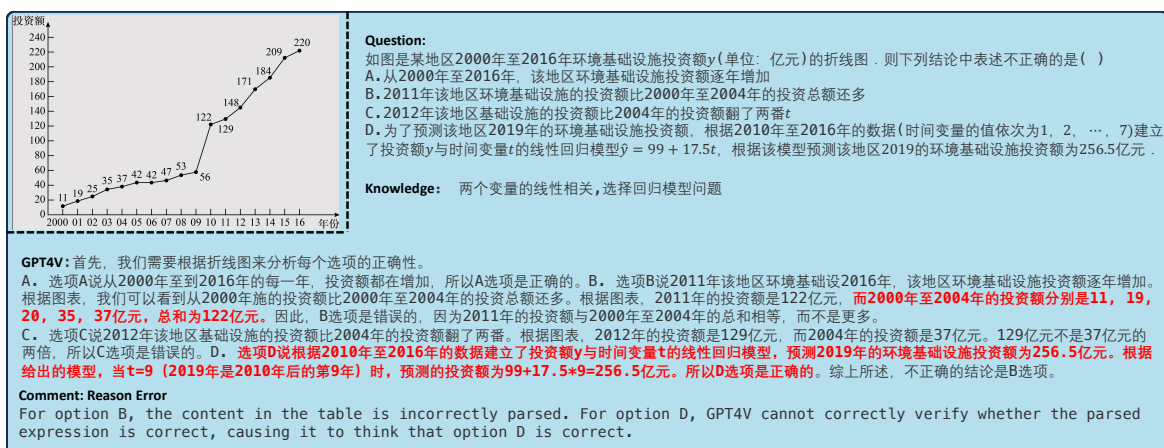 投资额
240
220
200
180
160
140
120
100
80
60
40
20
0
11 19 25 35 37 42 42 47 53 56 122 129 148 171 184 209 220
2000 01 02 03 04 05 06 07 08 09 10 11 12 13 14 15 16 年份
Question:
如图是某地区2000年至2016年环境基础设施投资额y(单位：亿元)的折线图．则下列结论中表述不正确的是( )
A.从2000年至2016年，该地区环境基础设施投资额逐年增加
B.2011年该地区环境基础设施的投资额比2000年至2004年的投资总额还多
C.2012年该地区基础设施的投资额比2004年的投资额翻了两番t
D.为了预测该地区2019年的环境基础设施投资额，根据2010年至2016年的数据(时间变量的值依次为1，2，…，7)建立
了投资额y与时间变量t的线性回归模型ŷ = 99 + 17.5t，根据该模型预测该地区2019的环境基础设施投资额为256.5亿元．
Knowledge: 两个变量的线性相关,选择回归模型问题
GPT4V:首先，我们需要根据折线图来分析每个选项的正确性。
A. 选项A说从2000年至到2016年的每一年，投资额都在增加，所以A选项是正确的。B. 选项B说2011年该地区环境基础设2016年，该地区环境基础设施投资额逐年增加。
根据图表，我们可以看到从2000年施的投资额比2000年至2004年的投资总额还多。根据图表，2011年的投资额是122亿元，而2000年至2004年的投资额分别是11, 19,
20, 35, 37亿元，总和为122亿元。因此，B选项是错误的，因为2011年的投资额与2000年至2004年的总和相等，而不是更多。
C. 选项C说2012年该地区基础设施的投资额比2004年的投资额翻了两番。根据图表，2012年的投资额是129亿元，而2004年的投资额是37亿元。129亿元不是37亿元的
两倍，所以C选项是错误的。D. 选项D说根据2010年至2016年的数据建立了投资额y与时间变量t的线性回归模型，预测2019年的环境基础设施投资额为256.5亿元。根据
给出的模型，当t=9（2019年是2010年后的第9年）时，预测的投资额为99+17.5*9=256.5亿元。所以D选项是正确的。综上所述，不正确的结论是B选项。
Comment: Reason Error
For option B, the content in the table is incorrectly parsed. For option D, GPT4V cannot correctly verify whether the parsed
expression is correct, causing it to think that option D is correct.